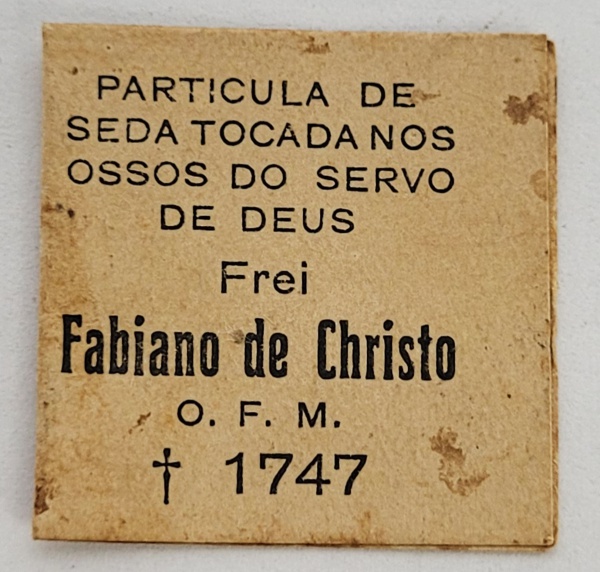 PARTICULA DE
SEDA TOCADA NOS
OSSOS DO SERVO
DE DEUS
Frei
Fabiano de Christo
O. F. M.
† 1747